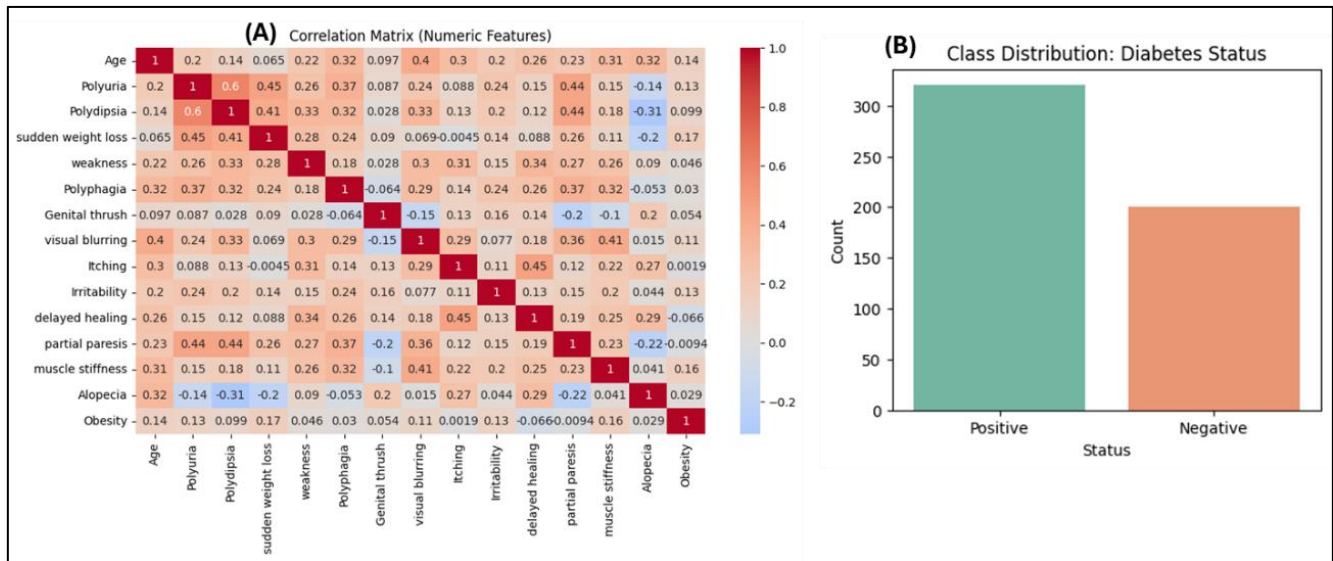 (A) Correlation Matrix (Numeric Features)
Age 1 0.2 0.14 0.065 0.22 0.32 0.097 0.4 0.3 0.2 0.26 0.23 0.31 0.32 0.14
Polyuria 0.2 1 0.6 0.45 0.26 0.37 0.087 0.24 0.088 0.24 0.15 0.44 0.15 -0.14 0.13
Polydipsia 0.14 0.6 1 0.41 0.33 0.32 0.028 0.33 0.13 0.2 0.12 0.44 0.18 -0.31 0.099
sudden weight loss 0.065 0.45 0.41 1 0.28 0.24 0.09 0.069 -0.0045 0.14 0.088 0.26 0.11 -0.2 0.17
weakness 0.22 0.26 0.33 0.28 1 0.18 0.028 0.3 0.31 0.15 0.34 0.27 0.26 0.09 0.046
Polyphagia 0.32 0.37 0.32 0.24 0.18 1 -0.064 0.29 0.14 0.24 0.26 0.37 0.32 -0.053 0.03
Genital thrush 0.097 0.087 0.028 0.09 0.028 -0.064 1 -0.15 0.13 0.16 0.14 -0.2 -0.1 0.2 0.054
visual blurring 0.4 0.24 0.33 0.069 0.3 0.29 -0.15 1 0.29 0.077 0.18 0.36 0.41 0.015 0.11
Itching 0.3 0.088 0.13 -0.0045 0.31 0.14 0.13 0.29 1 0.11 0.45 0.12 0.22 0.27 0.0019
Irritability 0.2 0.24 0.2 0.14 0.15 0.24 0.16 0.077 0.11 1 0.13 0.15 0.2 0.044 0.13
delayed healing 0.26 0.15 0.12 0.088 0.34 0.26 0.14 0.18 0.45 0.13 1 0.19 0.25 0.29 -0.066
partial paresis 0.23 0.44 0.44 0.26 0.27 0.37 -0.2 0.36 0.12 0.15 0.19 1 0.23 -0.22 -0.0094
muscle stiffness 0.31 0.15 0.18 0.11 0.26 0.32 -0.1 0.41 0.22 0.2 0.25 0.23 1 0.041 0.16
Alopecia 0.32 -0.14 -0.31 -0.2 0.09 -0.053 0.2 0.015 0.27 0.044 0.29 -0.22 0.041 1 0.029
Obesity 0.14 0.13 0.099 0.17 0.046 0.03 0.054 0.11 0.0019 0.13 -0.066 -0.0094 0.16 0.029 1
Age
Polyuria
Polydipsia
sudden weight loss
weakness
Polyphagia
Genital thrush
visual blurring
Itching
Irritability
delayed healing
partial paresis
muscle stiffness
Alopecia
Obesity
1.0
0.8
0.6
0.4
0.2
0.0
−0.2
(B) Class Distribution: Diabetes Status
Count
300
250
200
150
100
50
0
Positive Negative
Status